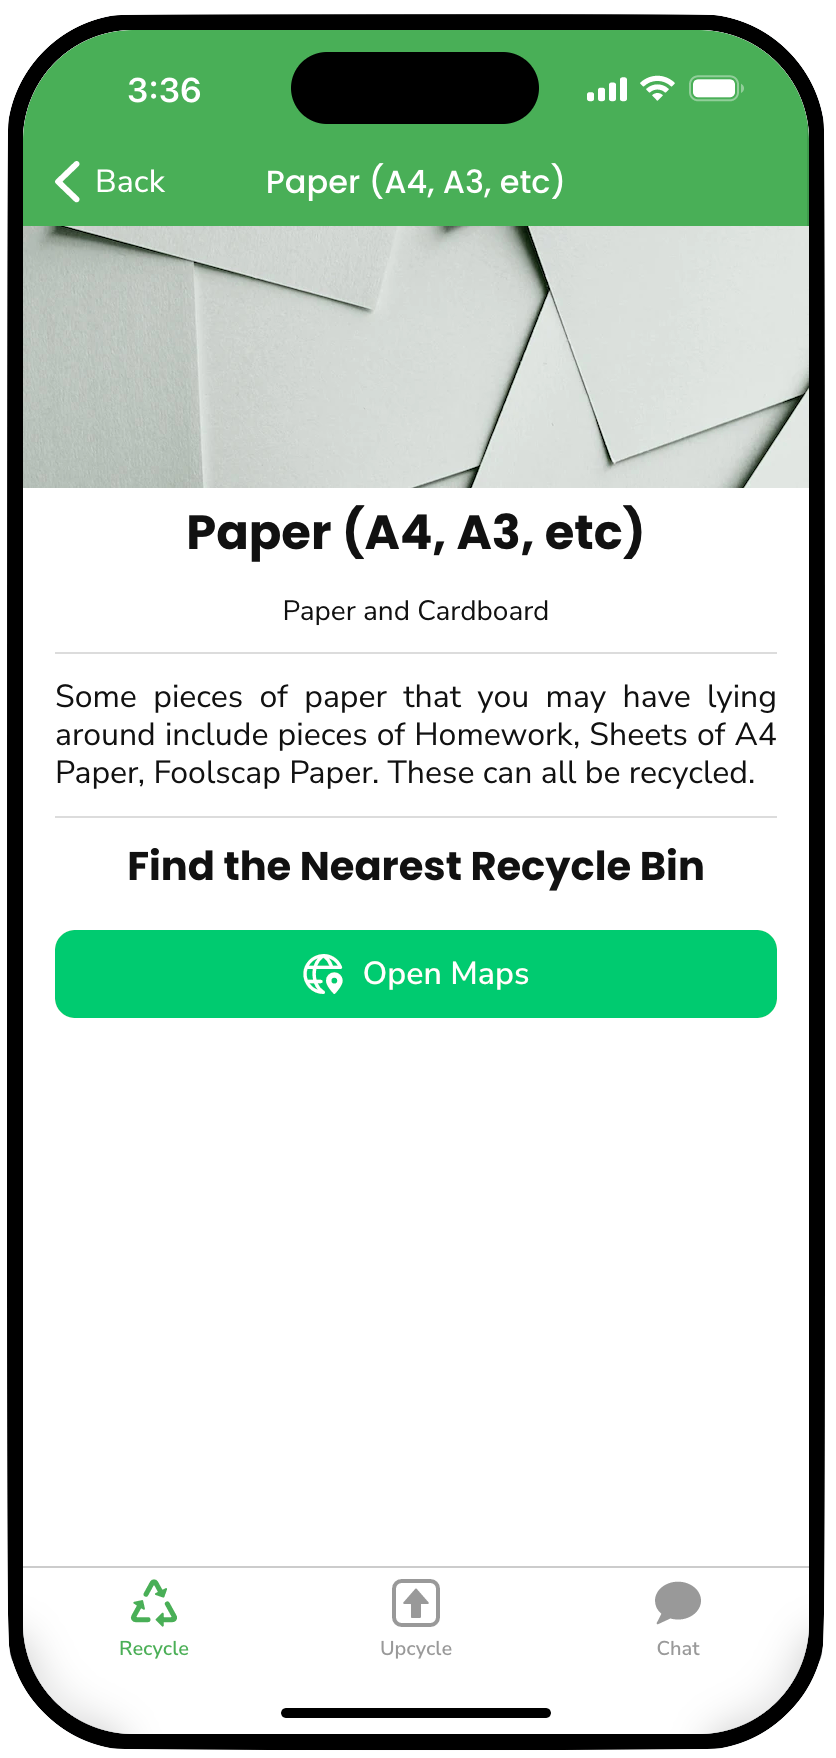 3:36
Back
Paper (A4, A3, etc)
Paper (A4, A3, etc)
Paper and Cardboard
Some pieces of paper that you may have lying
around include pieces of Homework, Sheets of A4
Paper, Foolscap Paper. These can all be recycled.
Find the Nearest Recycle Bin
Open Maps
Recycle
Upcycle
Chat